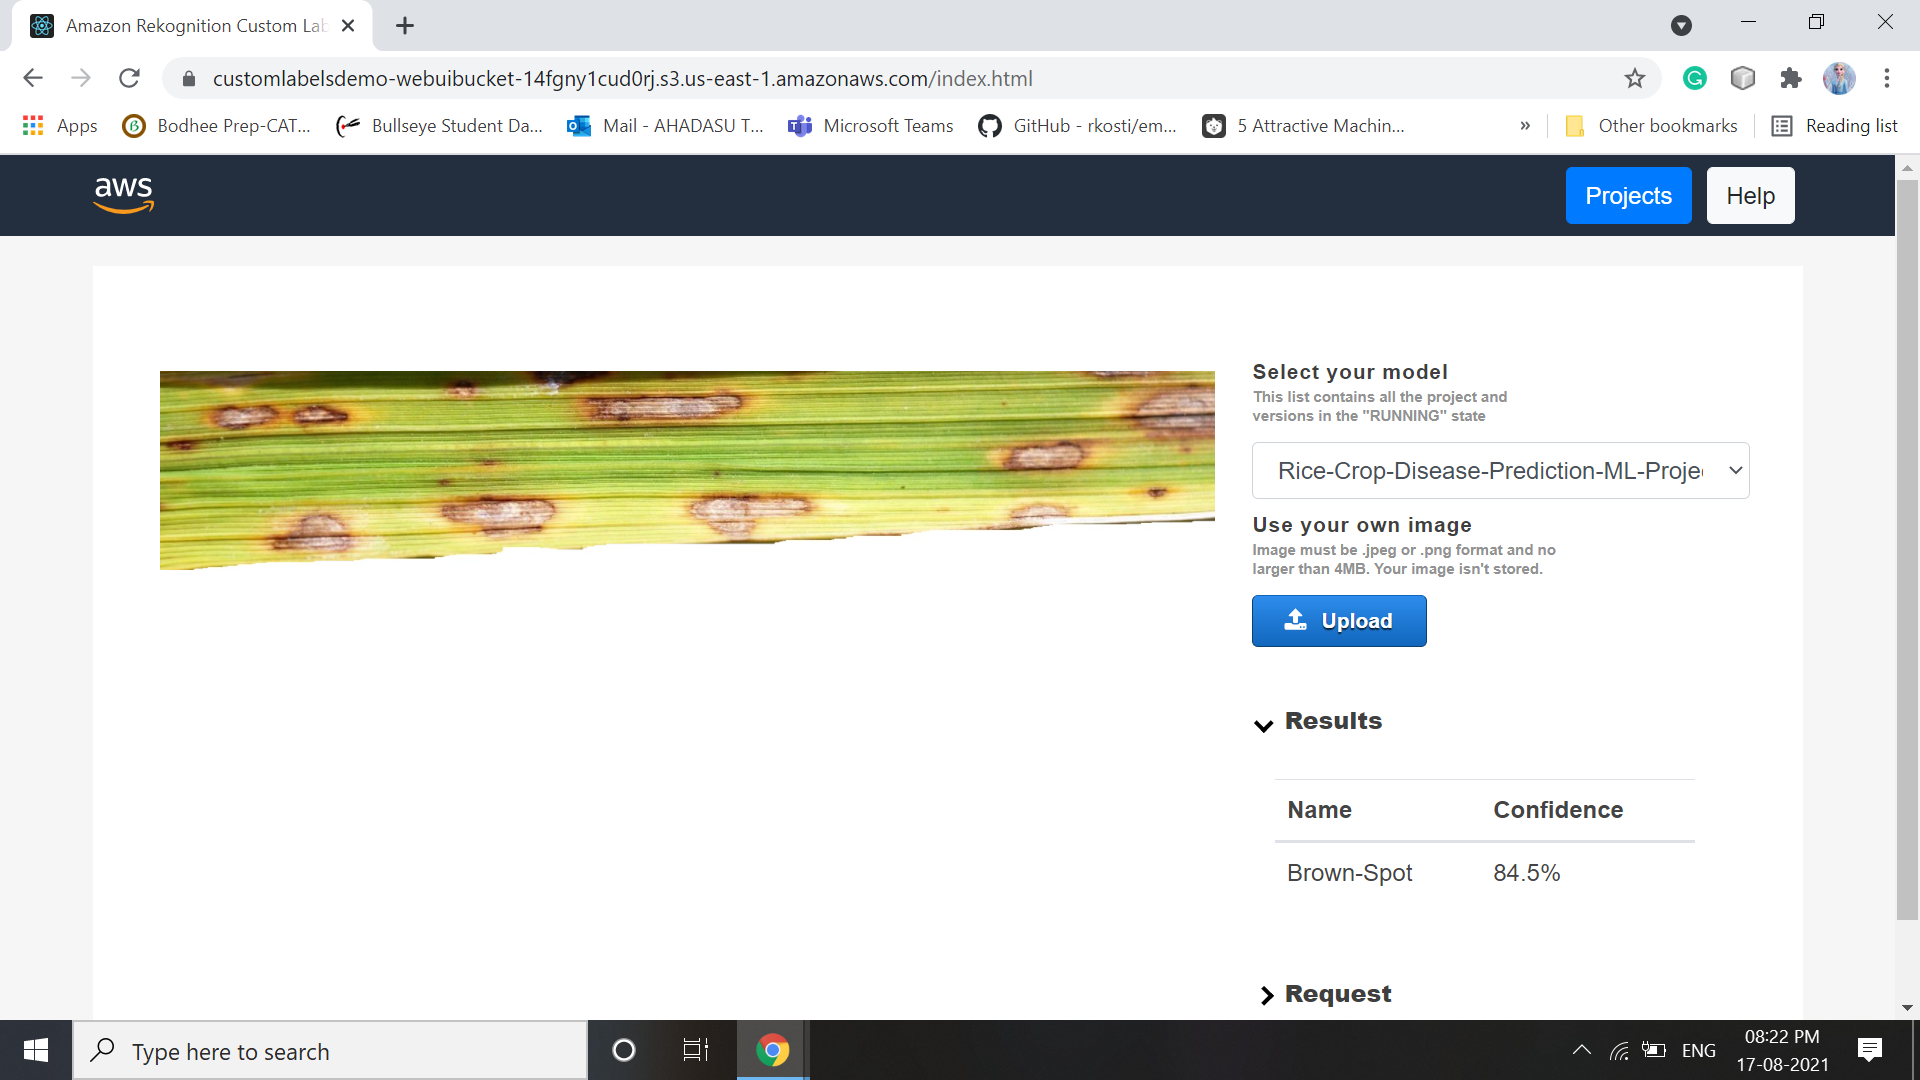 Amazon Rekognition Custom Lab
customlabelsdemo-webuibucket-14fgny1cud0rj.s3.us-east-1.amazonaws.com/index.html
Apps
Bodhee Prep-CAT...
Bullseye Student Da...
Mail - AHADASU T...
Microsoft Teams
GitHub - rkosti/em...
5 Attractive Machin...
»
Other bookmarks
Reading list
aws
Projects
Help
Select your model
This list contains all the project and
versions in the "RUNNING" state
Rice-Crop-Disease-Prediction-ML-Projec
Use your own image
Image must be .jpeg or .png format and no
larger than 4MB. Your image isn't stored.
Upload
Results
Name Confidence
Brown-Spot 84.5%
Request
Type here to search
ENG
08:22 PM
17-08-2021